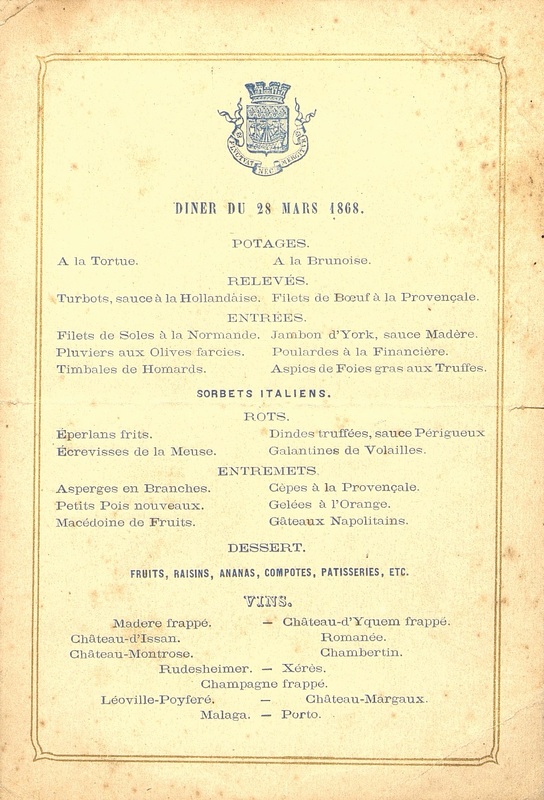 FLUCTUAT NEC MERGITUR
DINER DU 28 MARS 1868.
POTAGES.
A la Tortue. A la Brunoise.
RELEVÉS.
Turbots, sauce à la Hollandaise. Filets de Bœuf à la Provençale.
ENTRÉES.
Filets de Soles à la Normande. Jambon d'York, sauce Madère.
Pluviers aux Olives farcies. Poulardes à la Financière.
Timbales de Homards. Aspics de Foies gras aux Truffes.
SORBETS ITALIENS.
ROTS.
Éperlans frits. Dindes truffées, sauce Périgueux
Écrevisses de la Meuse. Galantines de Volailles.
ENTREMETS.
Asperges en Branches. Cèpes à la Provençale.
Petits Pois nouveaux. Gelées à l'Orange.
Macédoine de Fruits. Gâteaux Napolitains.
DESSERT.
FRUITS, RAISINS, ANANAS, COMPOTES, PATISSERIES, ETC.
VINS.
Madere frappé. — Château-d'Yquem frappé.
Château-d'Issan. Romanée.
Château-Montrose. Chambertin.
Rudesheimer. — Xérès.
Champagne frappé.
Léoville-Poyferé. — Château-Margaux.
Malaga. — Porto.